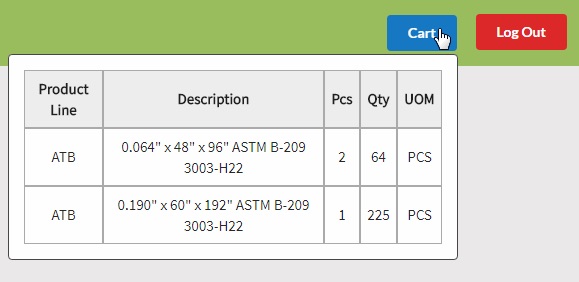 Cart
Log Out
Product Line
Description
Pcs
Qty
UOM
ATB
0.064" x 48" x 96" ASTM B-209
3003-H22
2
64
PCS
ATB
0.190" x 60" x 192" ASTM B-209
3003-H22
1
225
PCS